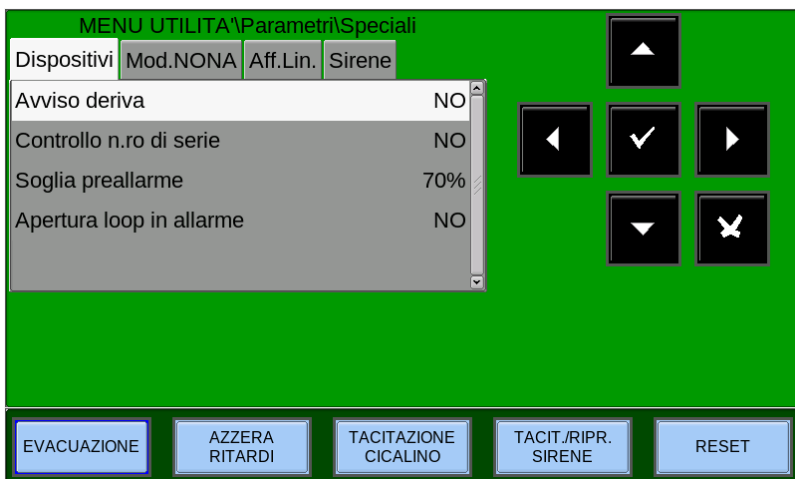 MENU UTILITA'\Parametri\Speciali
Dispositivi Mod.NONA Aff.Lin. Sirene
Avviso deriva NO
Controllo n.ro di serie NO
Soglia preallarme 70%
Apertura loop in allarme NO
EVACUAZIONE
AZZERA
RITARDI
TACITAZIONE
CICALINO
TACIT./RIPR.
SIRENE
RESET